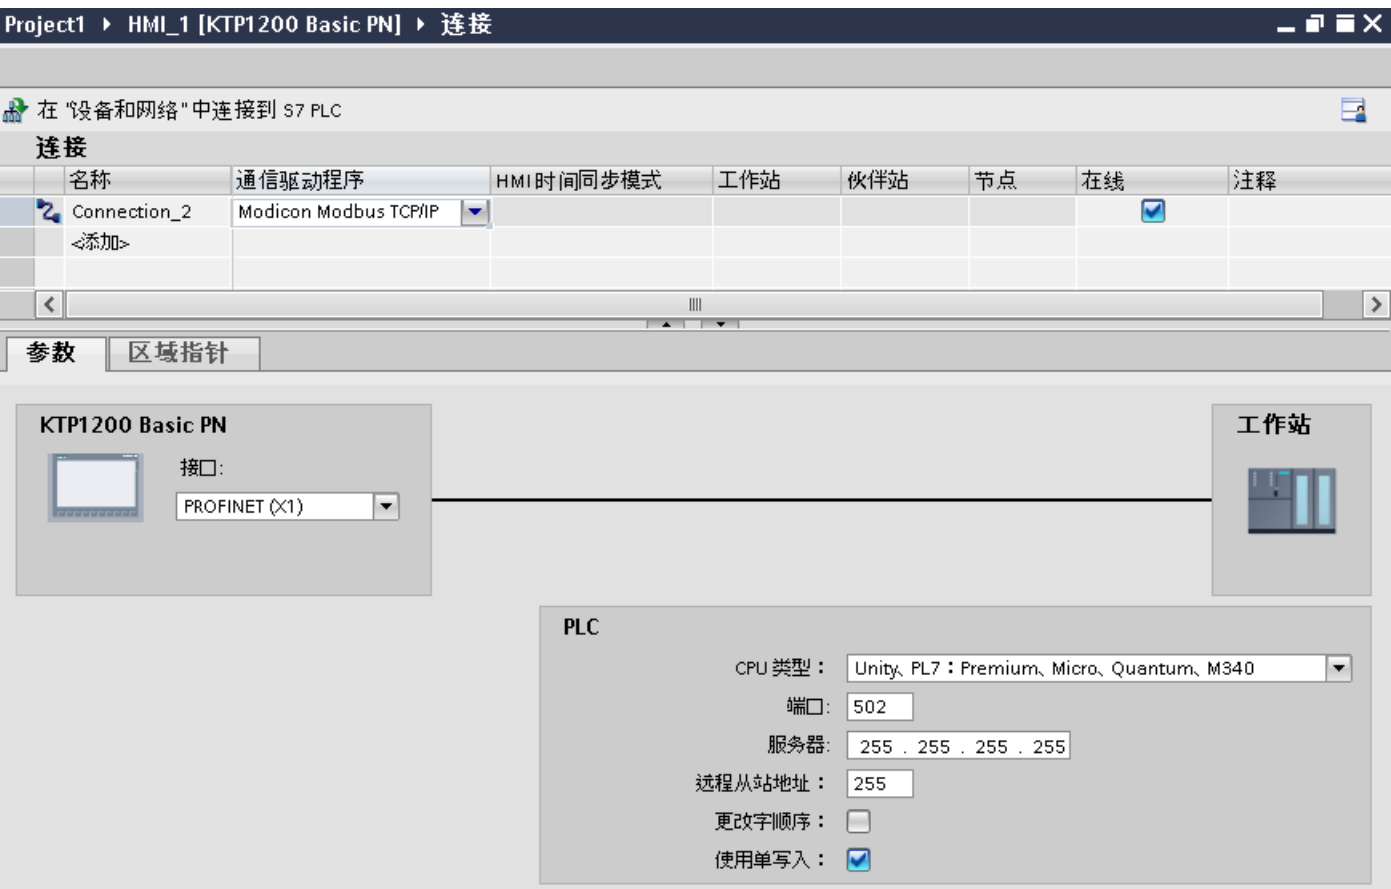 Project1 ▸ HMI_1 [KTP1200 Basic PN] ▸ 连接
在 "设备和网络" 中连接到 S7 PLC
连接
名称 通信驱动程序 HMI时间同步模式 工作站 伙伴站 节点 在线 注释
Connection_2 Modicon Modbus TCP/IP
<添加>
参数 区域指针
KTP1200 Basic PN
接口:
PROFINET (X1)
工作站
PLC
CPU 类型： Unity、PL7：Premium、Micro、Quantum、M340
端口: 502
服务器: 255 . 255 . 255 . 255
远程从站地址： 255
更改字顺序：
使用单写入：